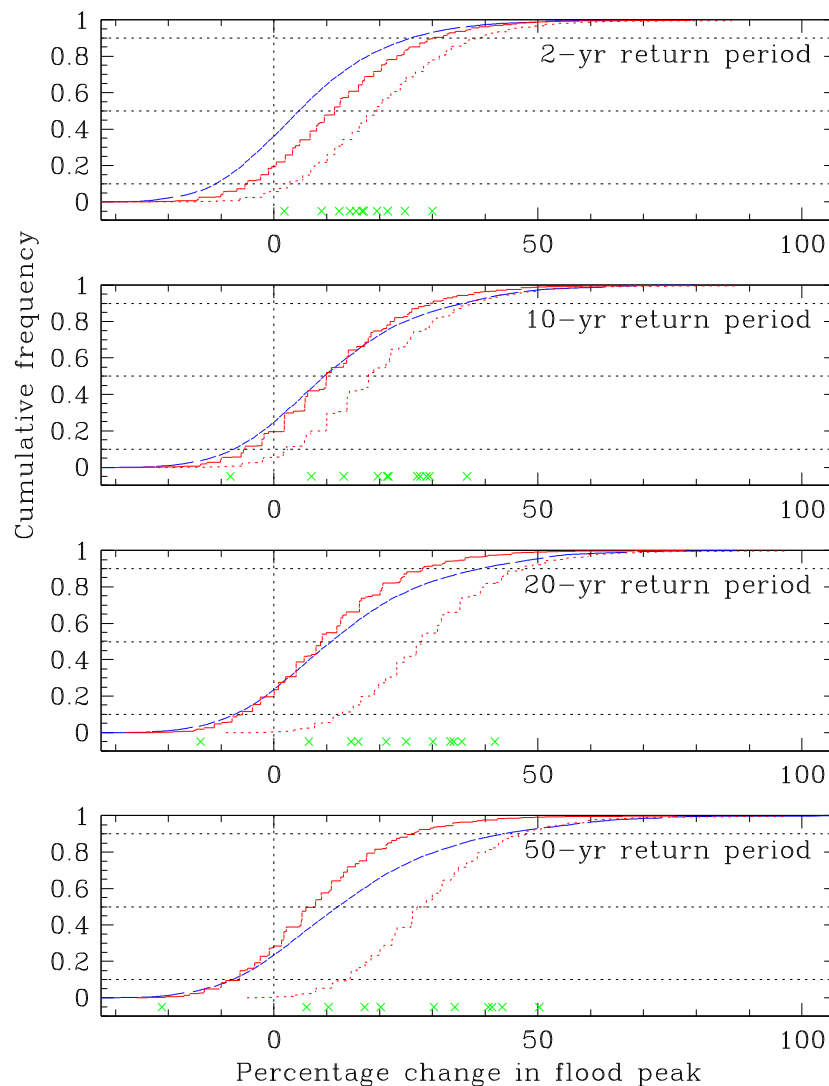 1
0.8
0.6
0.4
0.2
0
2-yr return period
0 50 100
1
0.8
0.6
0.4
0.2
0
10-yr return period
0 50 100
1
0.8
0.6
0.4
0.2
0
20-yr return period
0 50 100
1
0.8
0.6
0.4
0.2
0
50-yr return period
0 50 100
Cumulative frequency
Percentage change in flood peak